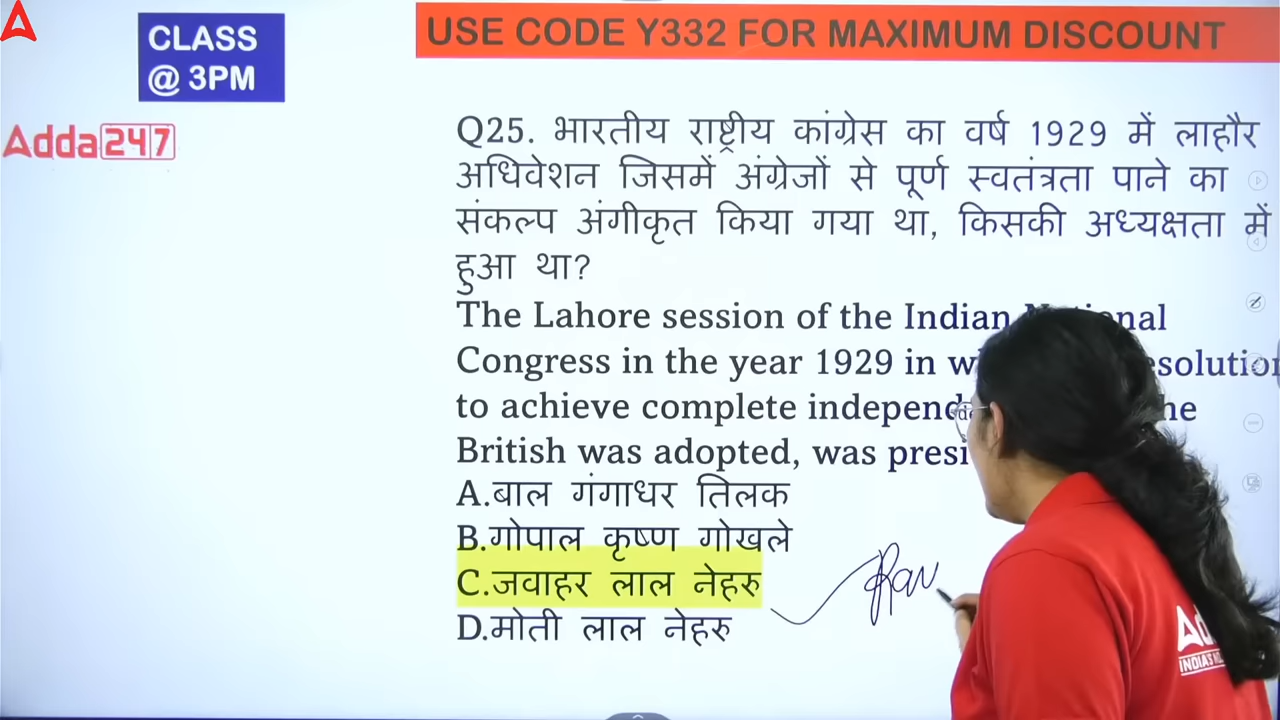 CLASS
@ 3PM
USE CODE Y332 FOR MAXIMUM DISCOUNT
Adda247
Q25. भारतीय राष्ट्रीय कांग्रेस का वर्ष 1929 में लाहौर
अधिवेशन जिसमें अंग्रेजों से पूर्ण स्वतंत्रता पाने का
संकल्प अंगीकृत किया गया था, किसकी अध्यक्षता में
हुआ था?
The Lahore session of the Indian
Congress in the year 1929 in
to achieve complete
British was adopted, was
A.बाल गंगाधर तिलक
B.गोपाल कृष्ण गोखले
C.जवाहर लाल नेहरु
D.मोती लाल नेहरु